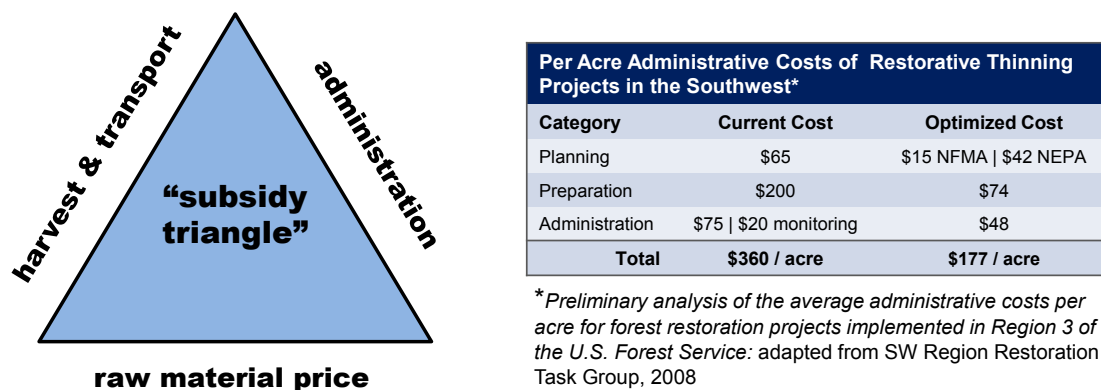 harvest & transport
administration
“subsidy
triangle”
raw material price
Per Acre Administrative Costs of Restorative Thinning
Projects in the Southwest*
Category Current Cost Optimized Cost
Planning $65 $15 NFMA | $42 NEPA
Preparation $200 $74
Administration $75 | $20 monitoring $48
Total $360 / acre $177 / acre
*Preliminary analysis of the average administrative costs per
acre for forest restoration projects implemented in Region 3 of
the U.S. Forest Service: adapted from SW Region Restoration
Task Group, 2008